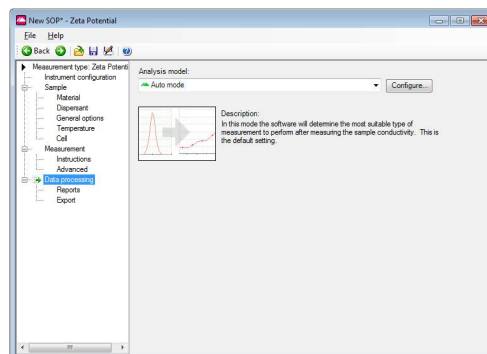 New SOP* - Zeta Potential
File Help
Back
Measurement type: Zeta Potenti
Instrument configuration
Sample
Material
Dispersant
General options
Temperature
Cell
Measurement
Instructions
Advanced
Data processing
Reports
Export
Analysis model:
Auto mode
Configure...
Description:
In this mode the software will determine the most suitable type of
measurement to perform after measuring the sample conductivity. This is
the default setting.